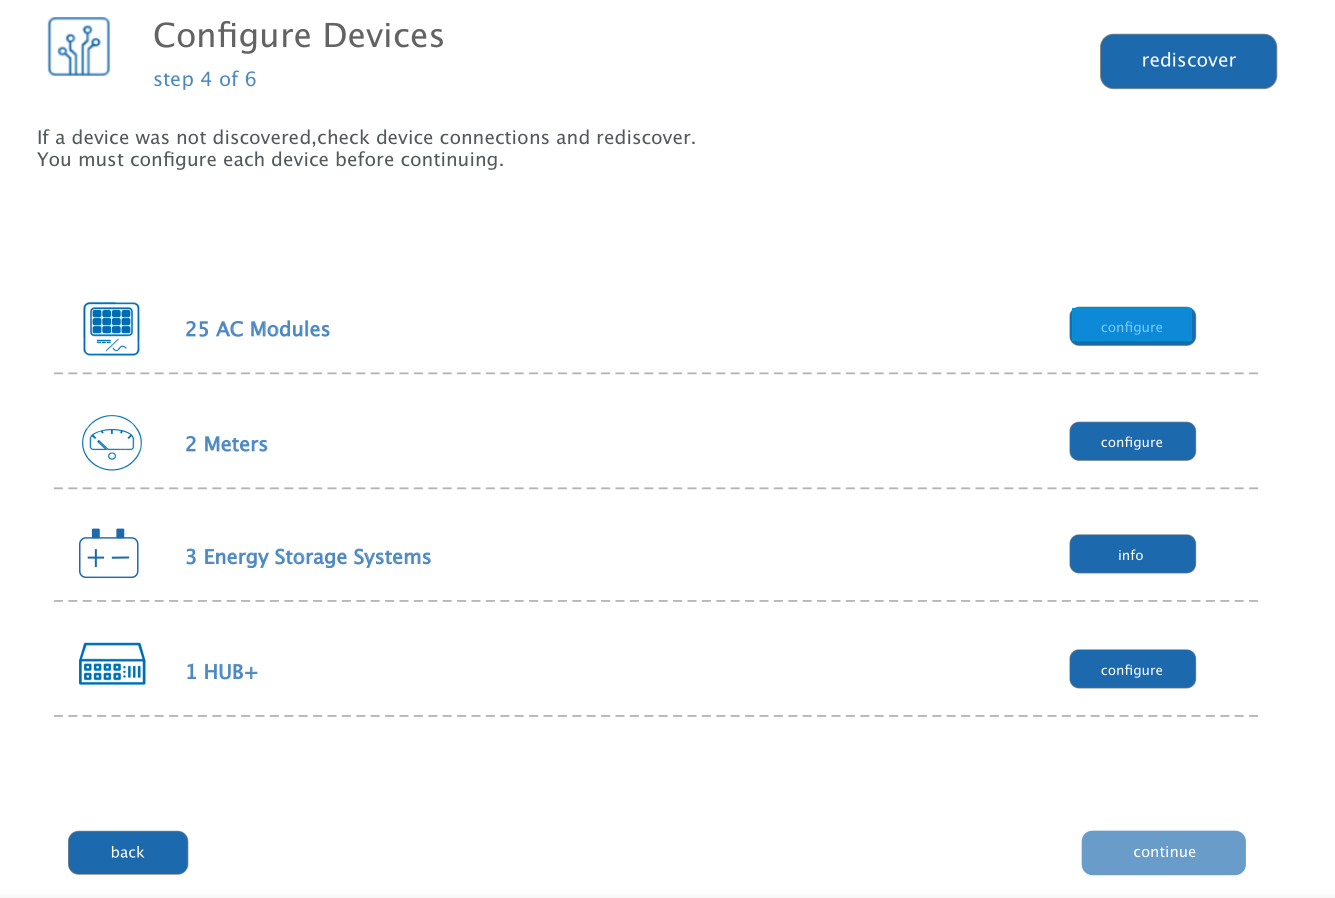 Configure Devices
step 4 of 6
rediscover
If a device was not discovered,check device connections and rediscover.
You must configure each device before continuing.
25 AC Modules
configure
2 Meters
configure
3 Energy Storage Systems
info
1 HUB+
configure
back
continue